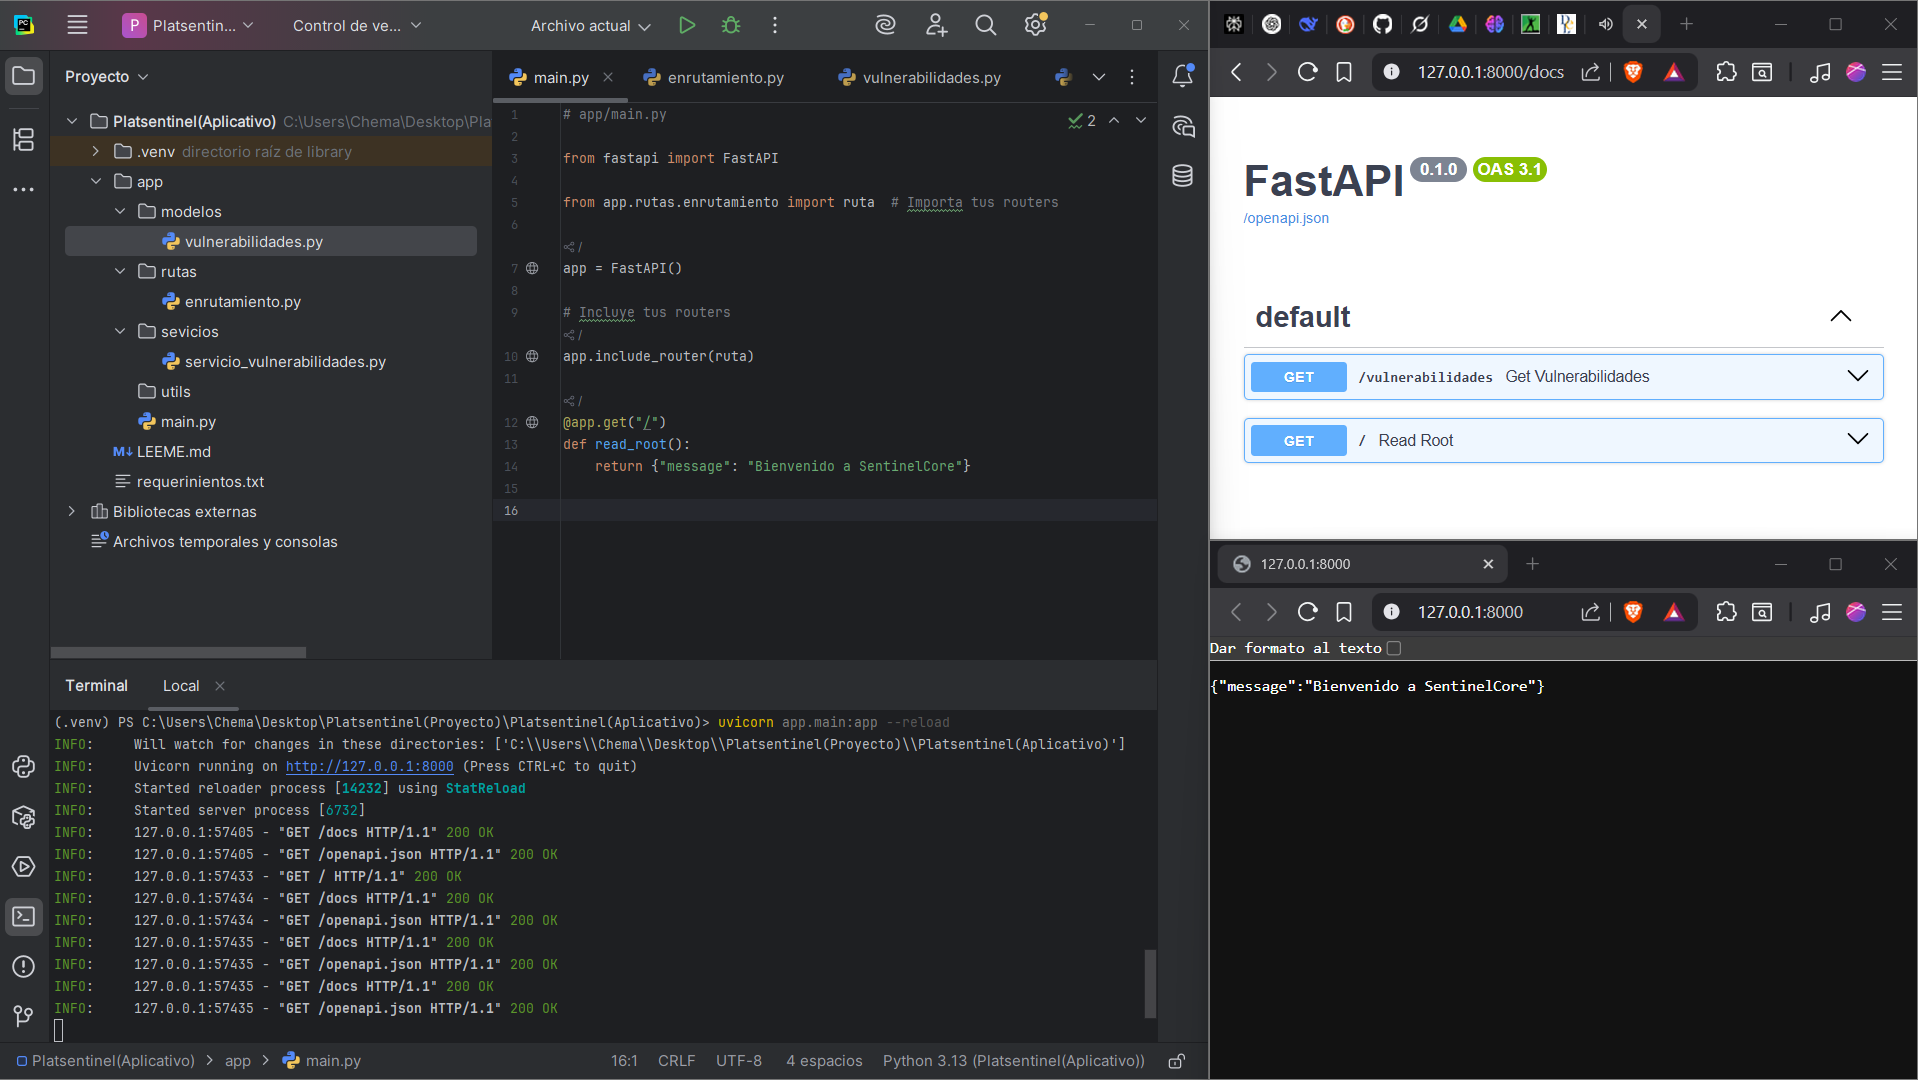 P Platsentin...
Control de ve...
Archivo actual
Proyecto
Platsentinel(Aplicativo) C:\Users\Chema\Desktop\Pla
.venv directorio raíz de library
app
modelos
vulnerabilidades.py
rutas
enrutamiento.py
sevicios
servicio_vulnerabilidades.py
utils
main.py
M↓ LEEME.md
requerinientos.txt
Bibliotecas externas
Archivos temporales y consolas
main.py
enrutamiento.py
vulnerabilidades.py
2
1 # app/main.py
2
3 from fastapi import FastAPI
4
5 from app.rutas.enrutamiento import ruta  # Importa tus routers
6
/
7 app = FastAPI()
8
9 # Incluye tus routers
/
10 app.include_router(ruta)
11
/
12 @app.get("/")
13 def read_root():
14     return {"message": "Bienvenido a SentinelCore"}
15
16
Terminal
Local
(.venv) PS C:\Users\Chema\Desktop\Platsentinel(Proyecto)\Platsentinel(Aplicativo)> uvicorn app.main:app --reload
INFO:     Will watch for changes in these directories: ['C:\\Users\\Chema\\Desktop\\Platsentinel(Proyecto)\\Platsentinel(Aplicativo)']
INFO:     Uvicorn running on http://127.0.0.1:8000 (Press CTRL+C to quit)
INFO:     Started reloader process [14232] using StatReload
INFO:     Started server process [6732]
INFO:     127.0.0.1:57405 - "GET /docs HTTP/1.1" 200 OK
INFO:     127.0.0.1:57405 - "GET /openapi.json HTTP/1.1" 200 OK
INFO:     127.0.0.1:57433 - "GET / HTTP/1.1" 200 OK
INFO:     127.0.0.1:57434 - "GET /docs HTTP/1.1" 200 OK
INFO:     127.0.0.1:57434 - "GET /openapi.json HTTP/1.1" 200 OK
INFO:     127.0.0.1:57435 - "GET /docs HTTP/1.1" 200 OK
INFO:     127.0.0.1:57435 - "GET /openapi.json HTTP/1.1" 200 OK
INFO:     127.0.0.1:57435 - "GET /docs HTTP/1.1" 200 OK
INFO:     127.0.0.1:57435 - "GET /openapi.json HTTP/1.1" 200 OK
Platsentinel(Aplicativo) > app > main.py
16:1 CRLF UTF-8 4 espacios Python 3.13 (Platsentinel(Aplicativo))
127.0.0.1:8000/docs
FastAPI 0.1.0 OAS 3.1
/openapi.json
default
GET /vulnerabilidades Get Vulnerabilidades
GET / Read Root
127.0.0.1:8000
127.0.0.1:8000
Dar formato al texto
{"message":"Bienvenido a SentinelCore"}